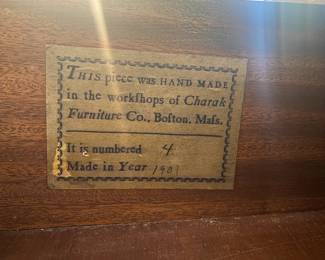 THIS piece was HAND MADE
in the workſhops of Charak
Furniture Co., Boſton, Maſs.
It is numbered 4
Made in Year